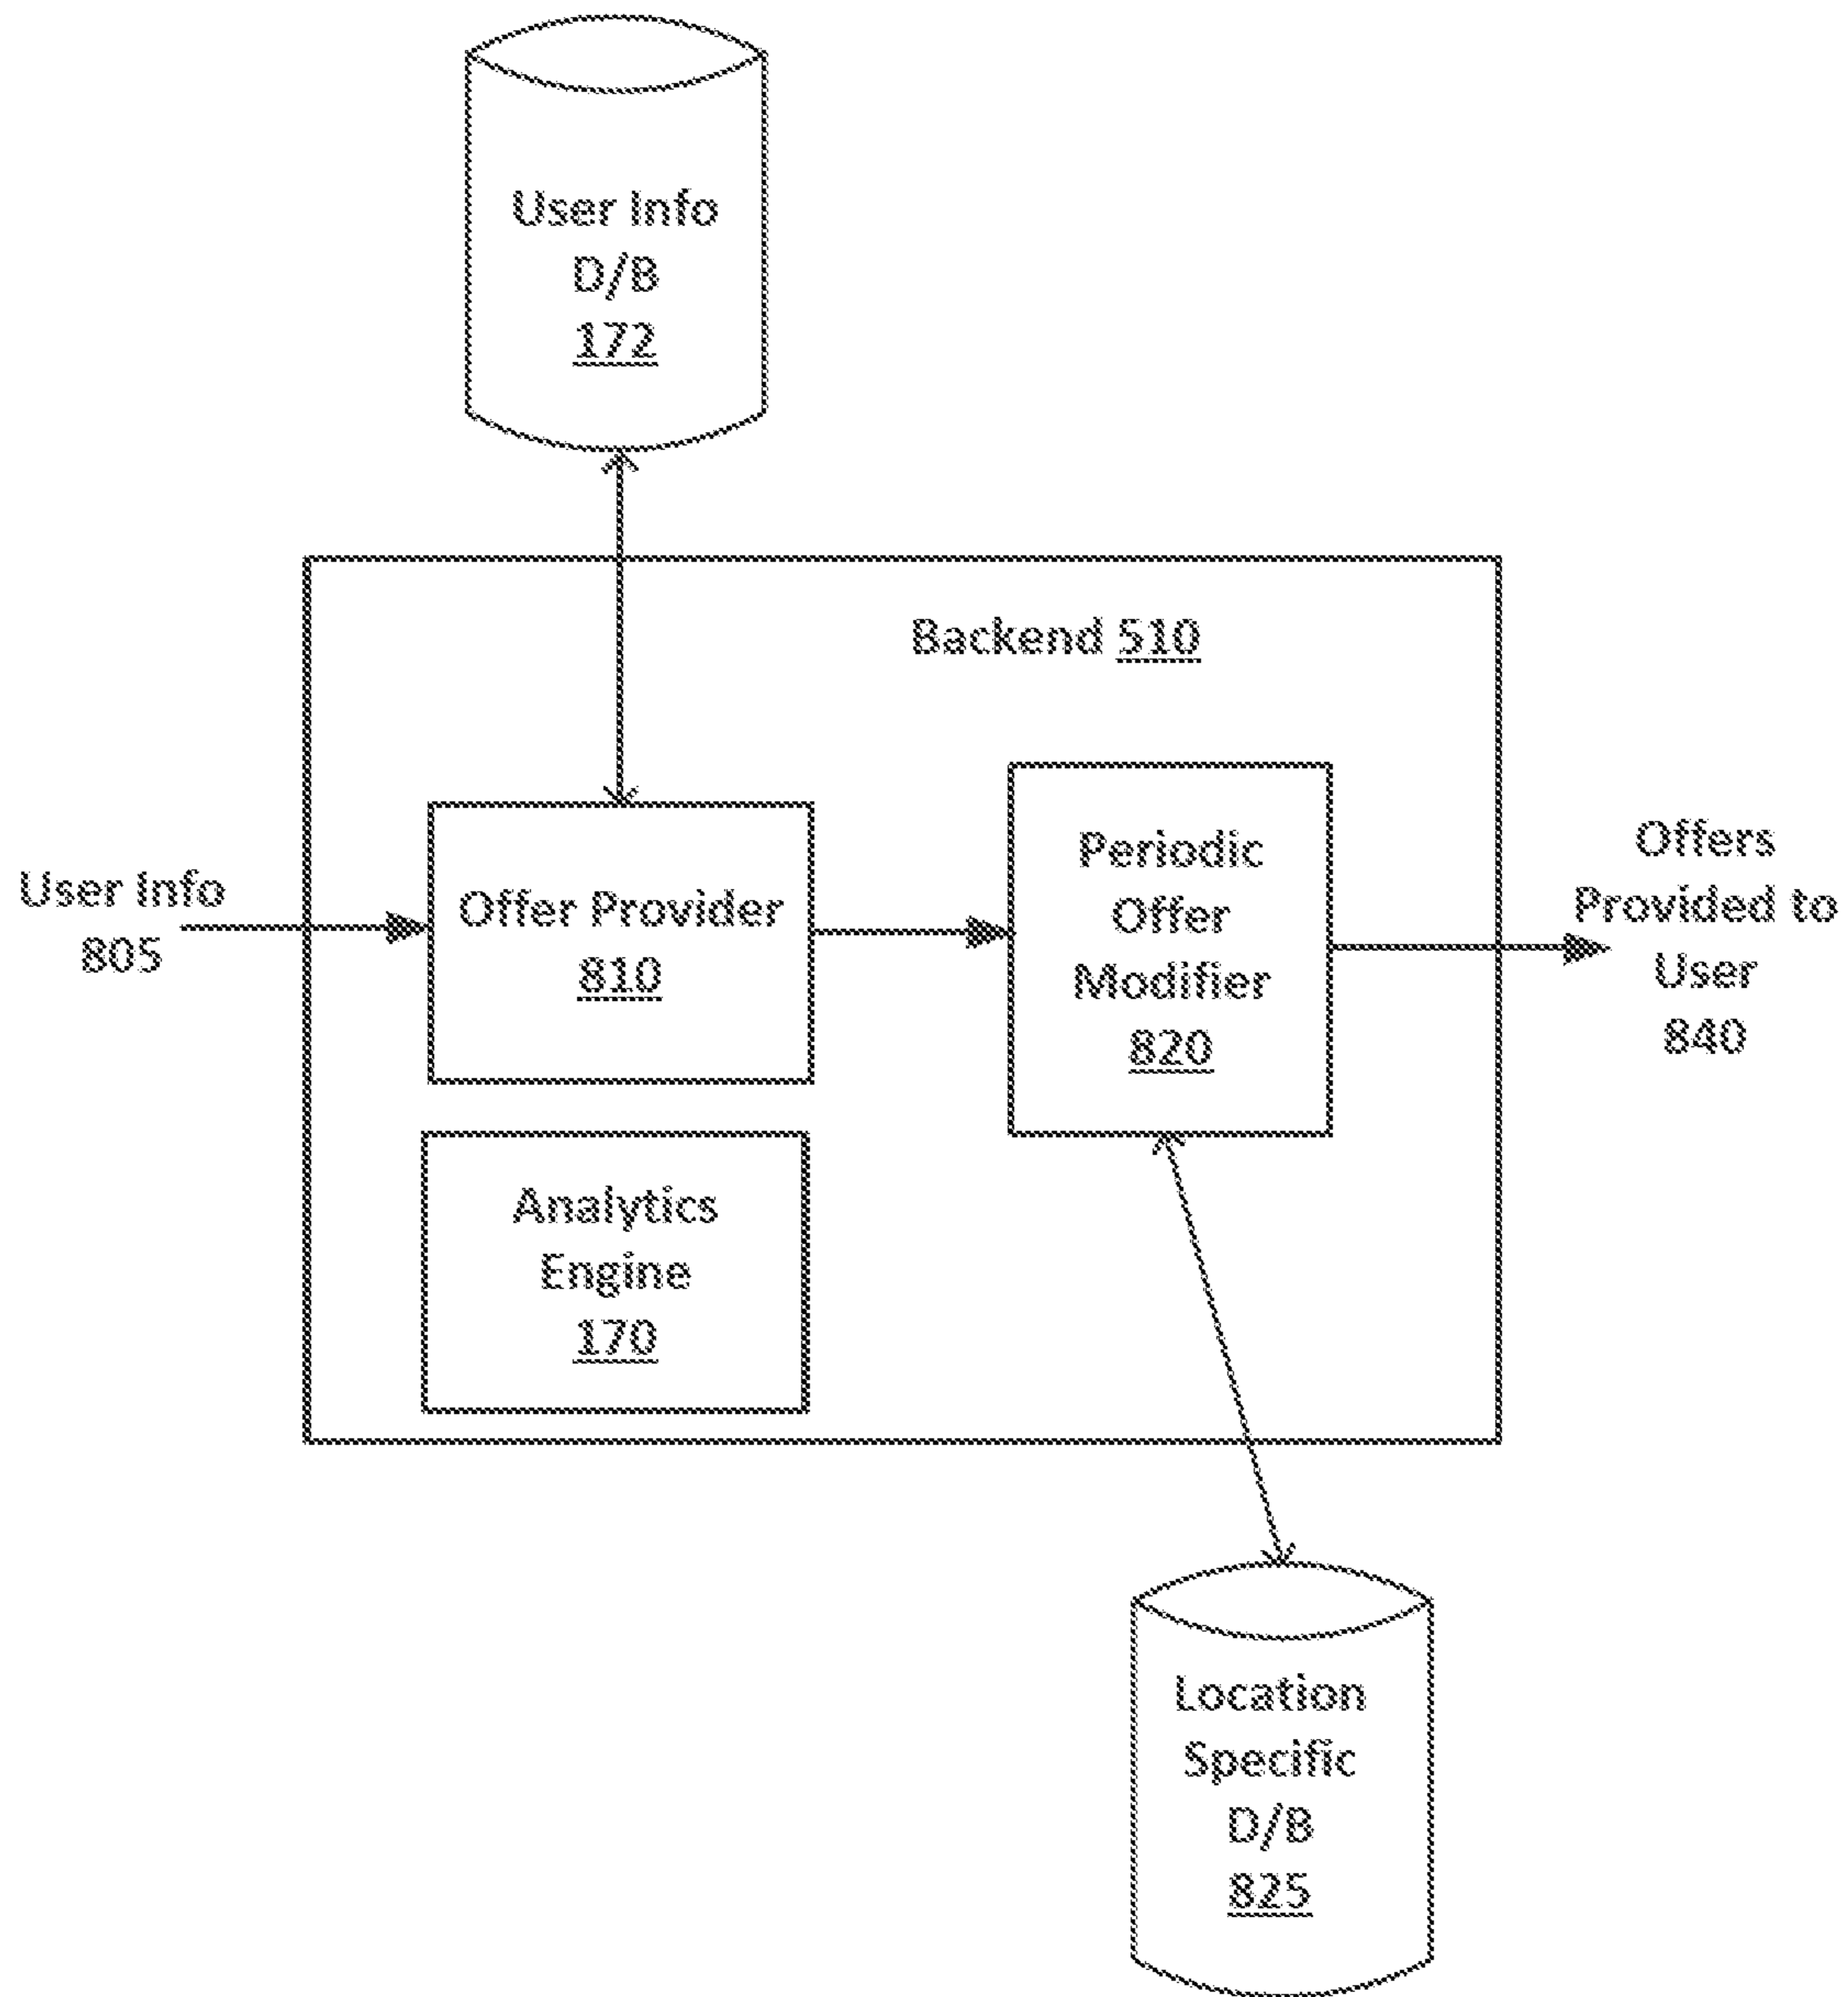 User Info
D/B
172
Backend 510
User Info
805
Offer Provider
810
Periodic
Offer
Modifier
820
Offers
Provided to
User
840
Analytics
Engine
170
Location
Specific
D/B
825